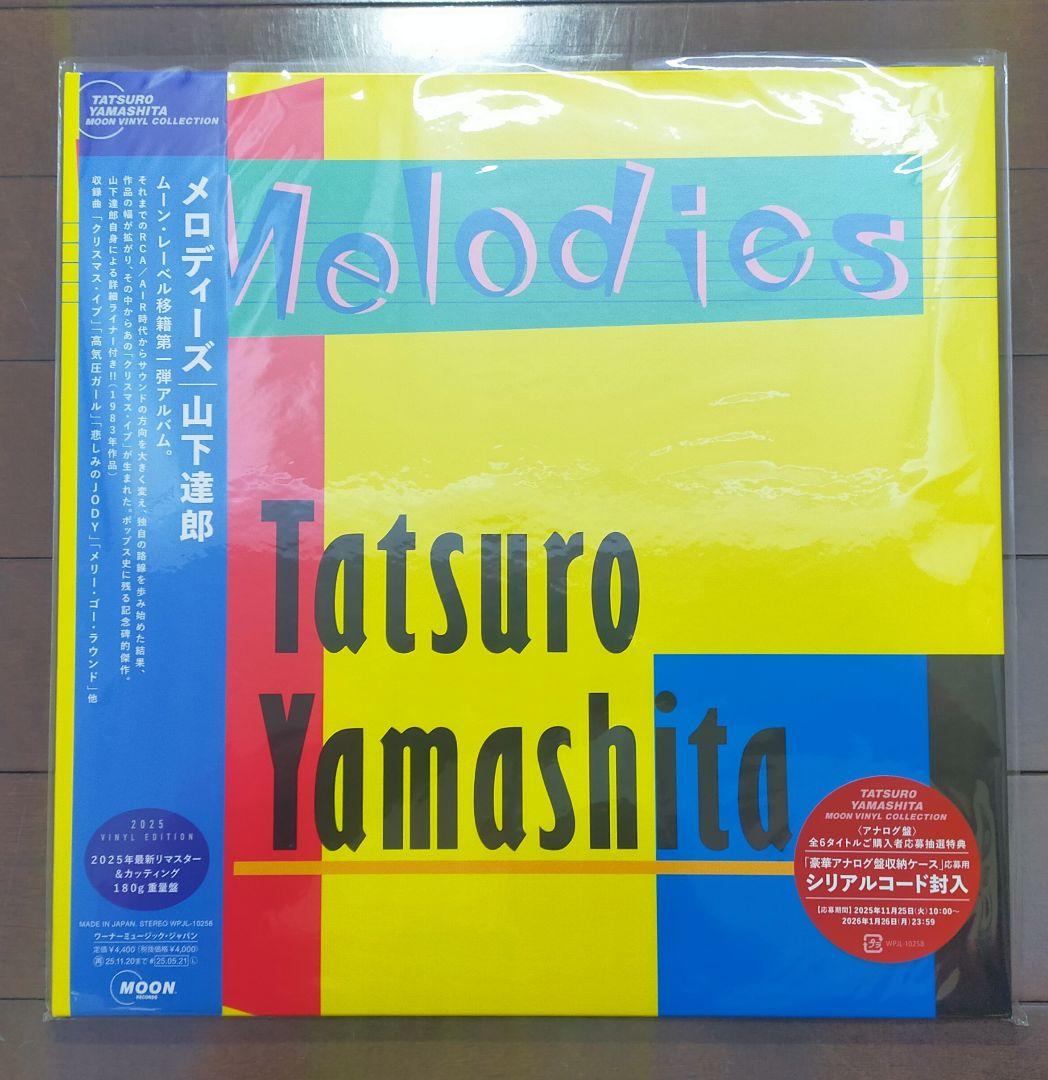 TATSURO
YAMASHITA
MOON VINYL COLLECTION
メロディーズ|山下達郎
ムーン・レーベル移籍第一弾アルバム。
それまでのRCA/AIR時代からサウンドの方向を大きく変え、独自の路線を歩み始めた結果、
作品の幅が拡がり、その中からあの「クリスマス・イブ」が生まれた。ポップス史に残る記念碑的傑作。
山下達郎自身による詳細ライナー付き!!(1983年作品)
収録曲「クリスマス・イブ」「高気圧ガール」「悲しみのJODY」「メリー・ゴー・ラウンド」他
2025
VINYL EDITION
2025年最新リマスター
&カッティング
180g重量盤
MADE IN JAPAN. STEREO WPJL-10258
ワーナーミュージック・ジャパン
定価¥4,400(税抜価格¥4,000)
再 25.11.20まで #25.05.21 L
MOON
RECORDS
Melodies
Tatsuro
Yamashita
TATSURO
YAMASHITA
MOON VINYL COLLECTION
〈アナログ盤〉
全6タイトルご購入者応募抽選特典
「豪華アナログ盤収納ケース」応募用
シリアルコード封入
【応募期間】2025年11月25日(火)10:00〜
2026年1月26日(月)23:59
プラ WPJL-10258